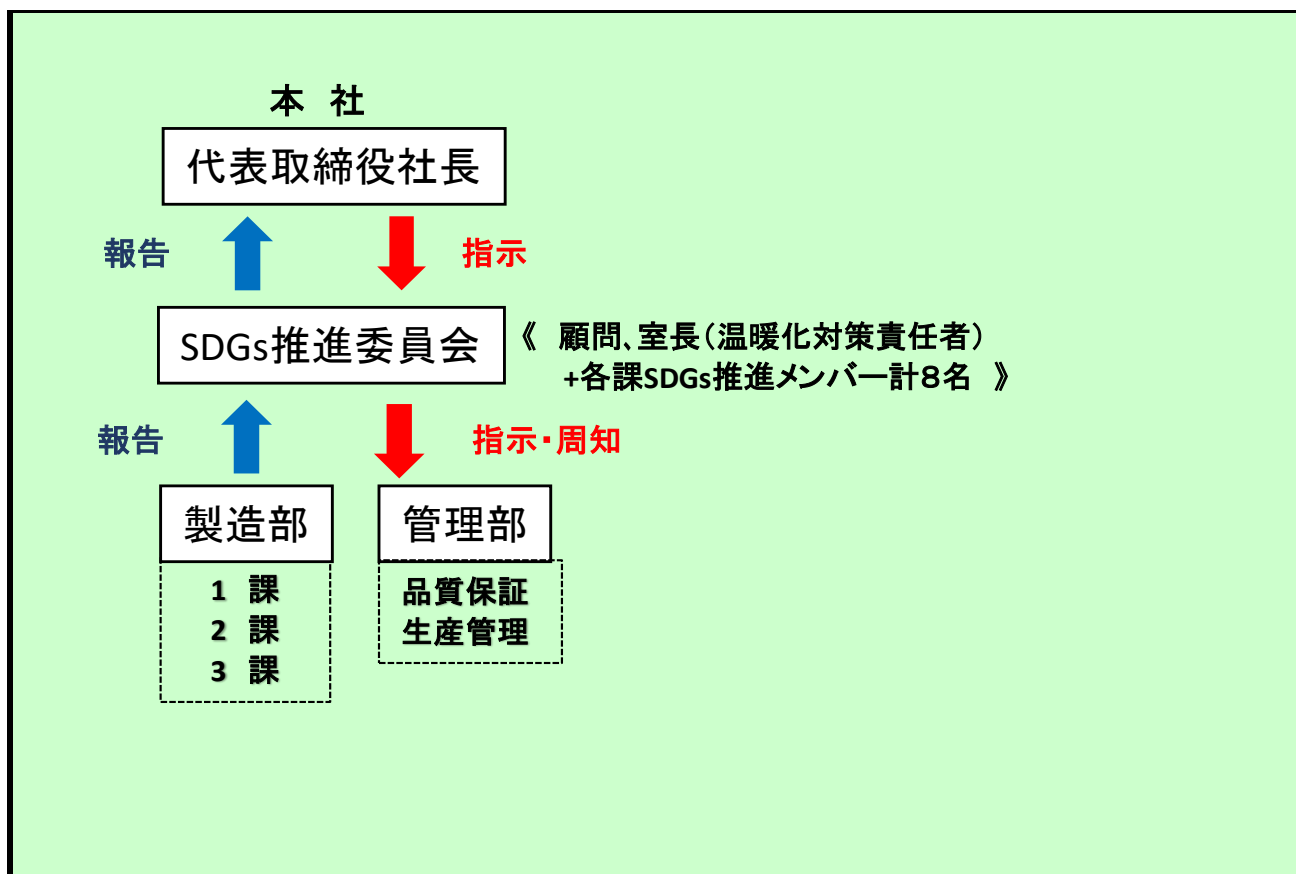 本 社
代表取締役社長
報告
指示
SDGs推進委員会
《 顧問、室長（温暖化対策責任者）
+各課SDGs推進メンバー計８名 》
報告
指示・周知
製造部
管理部
1 課
2 課
3 課
品質保証
生産管理